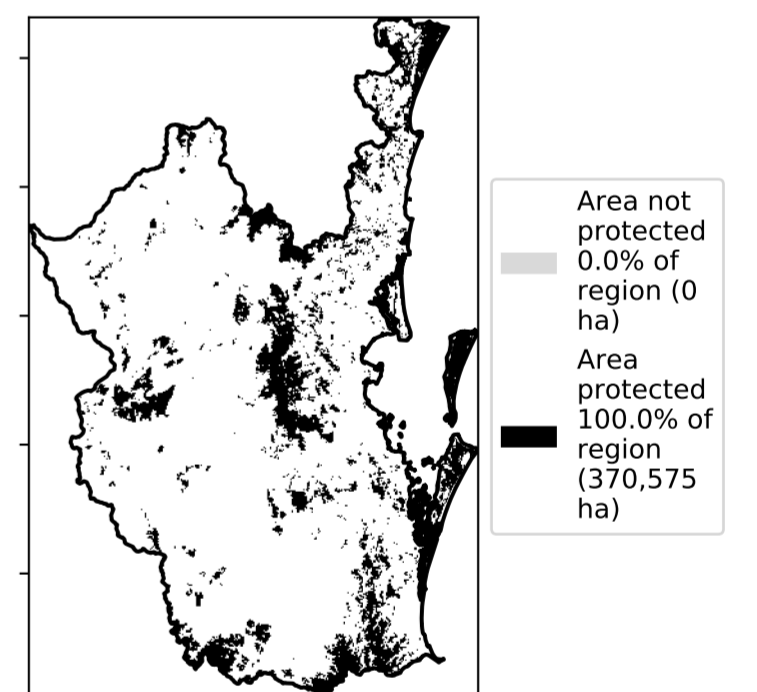 Area not
protected
0.0% of
region (0
ha)
Area
protected
100.0% of
region
(370,575
ha)